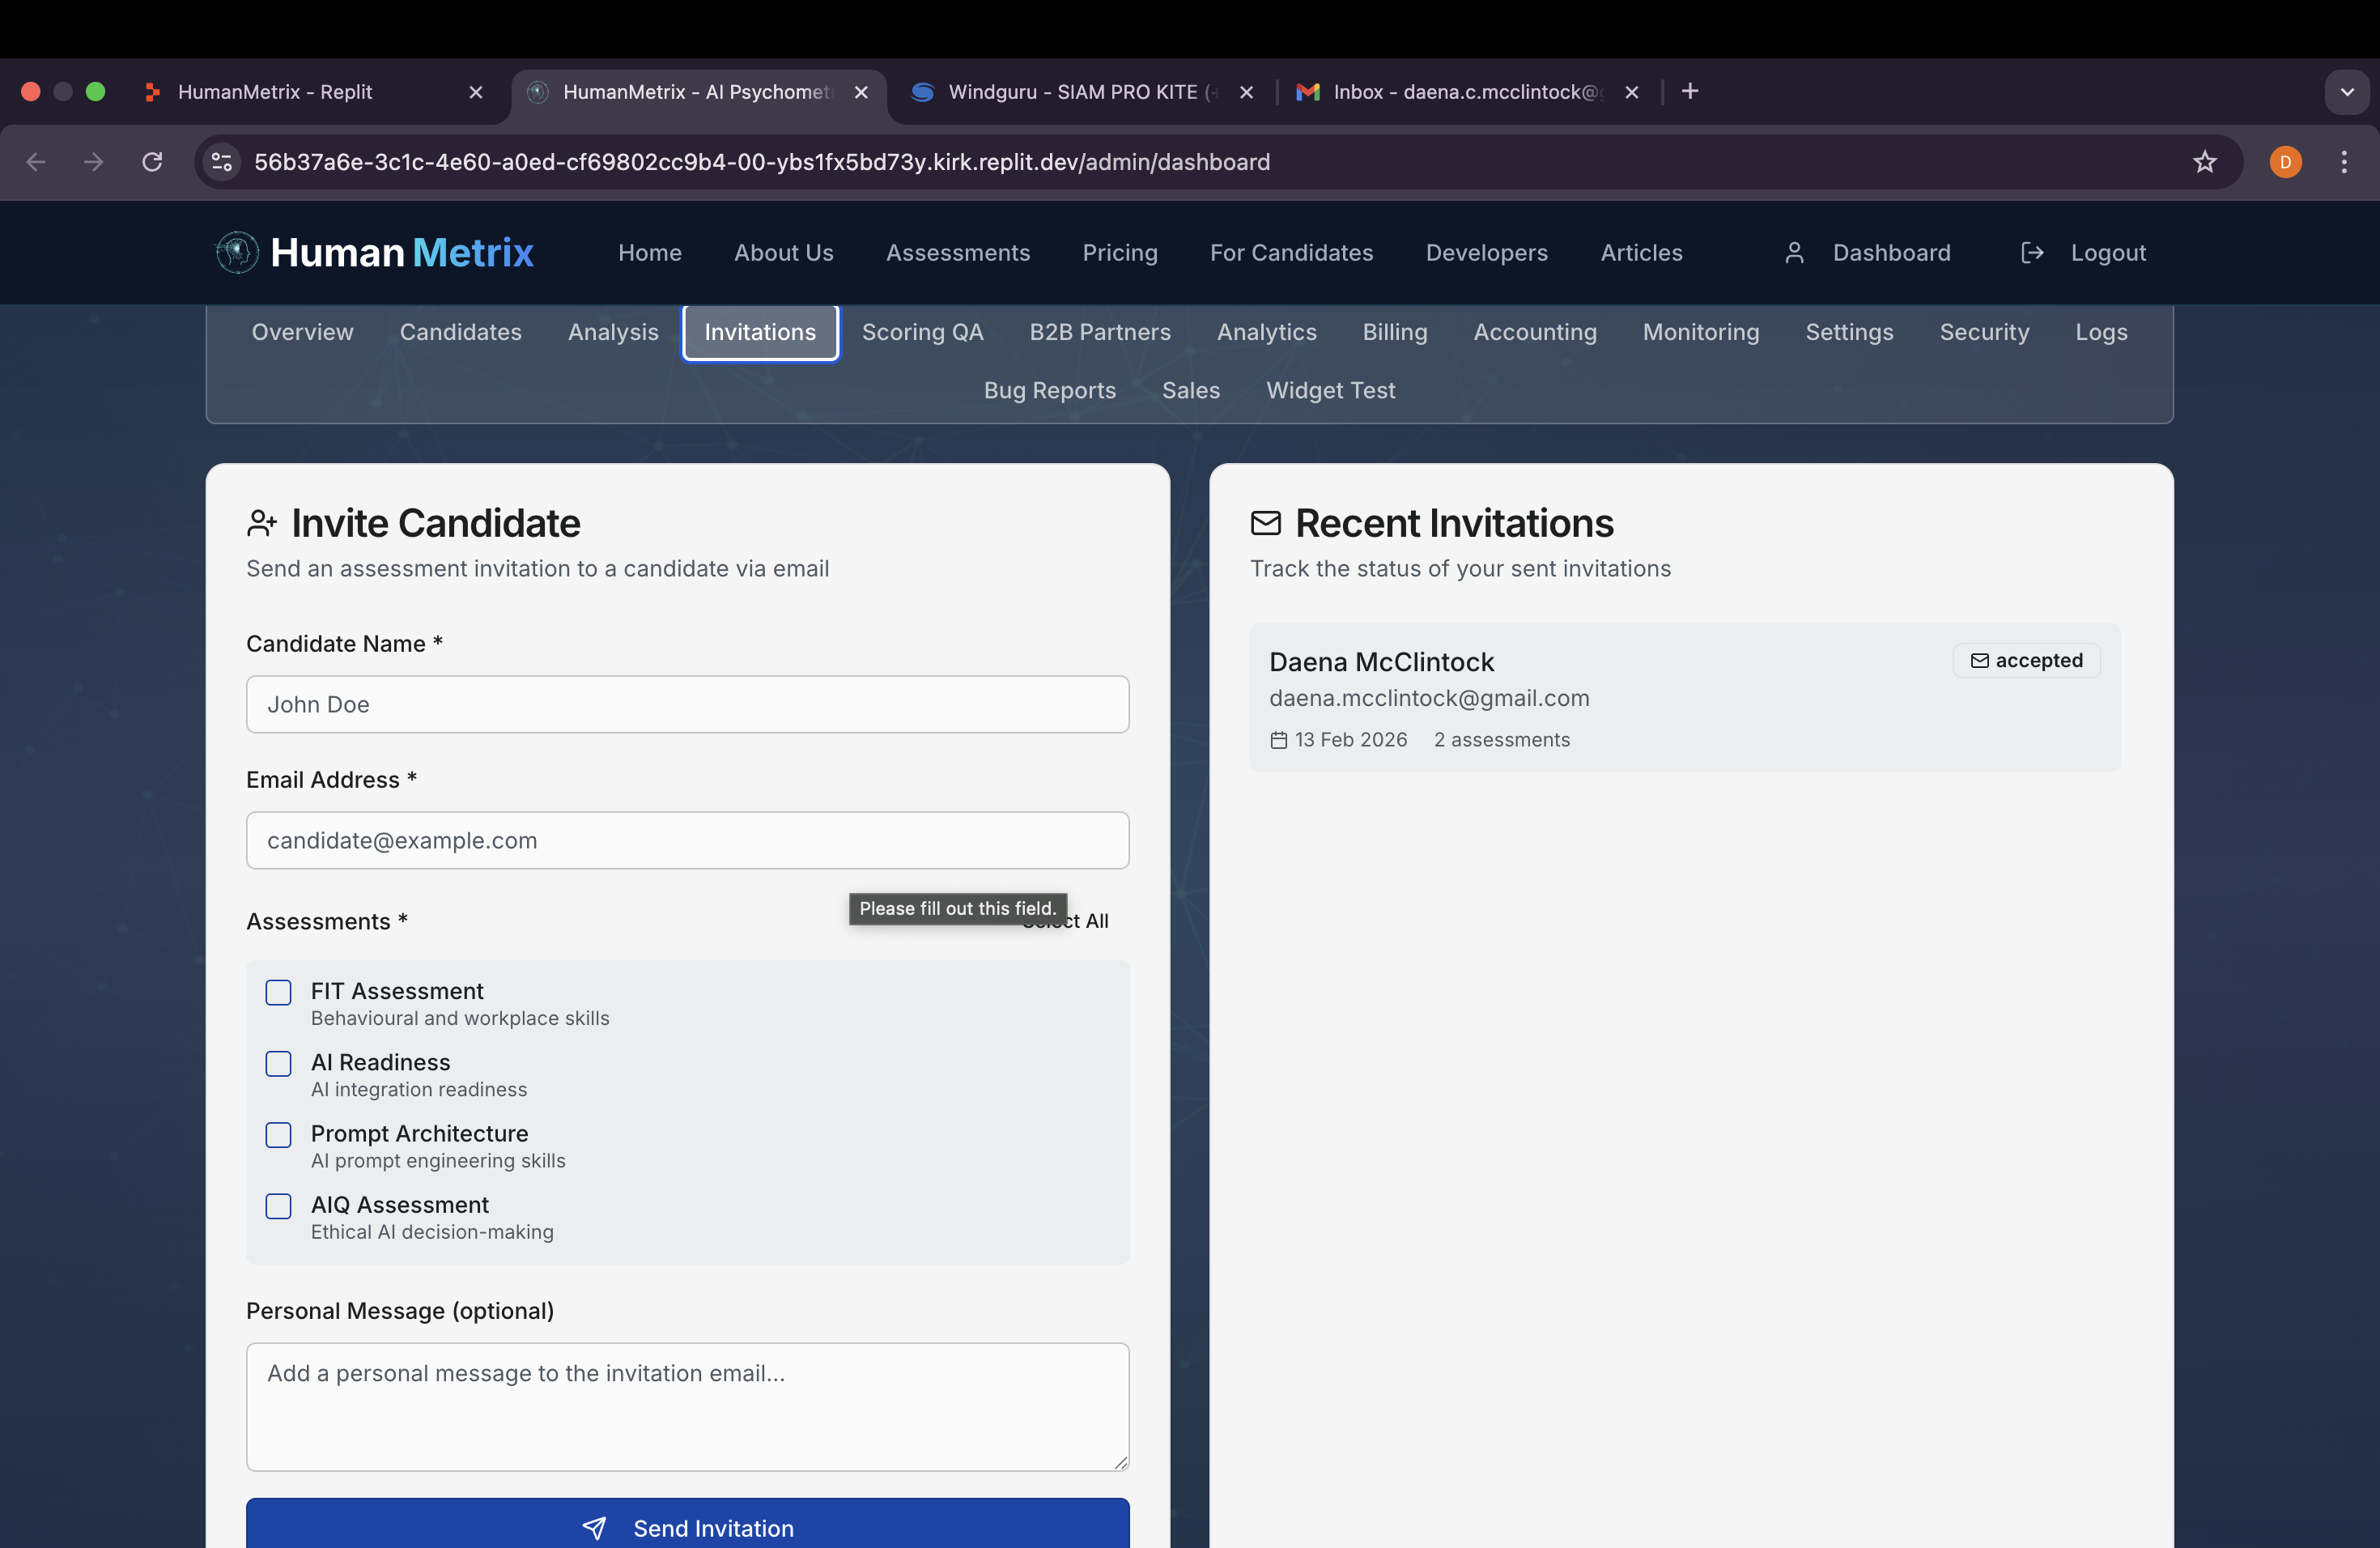 HumanMetrix - Replit
HumanMetrix - AI Psychomet
Windguru - SIAM PRO KITE (
Inbox - daena.c.mcclintock@
56b37a6e-3c1c-4e60-a0ed-cf69802cc9b4-00-ybs1fx5bd73y.kirk.replit.dev/admin/dashboard
D
Human Metrix
Home
About Us
Assessments
Pricing
For Candidates
Developers
Articles
Dashboard
Logout
Overview
Candidates
Analysis
Invitations
Scoring QA
B2B Partners
Analytics
Billing
Accounting
Monitoring
Settings
Security
Logs
Bug Reports
Sales
Widget Test
Invite Candidate
Send an assessment invitation to a candidate via email
Candidate Name *
John Doe
Email Address *
candidate@example.com
Please fill out this field.
Assessments *
Select All
FIT Assessment
Behavioural and workplace skills
AI Readiness
AI integration readiness
Prompt Architecture
AI prompt engineering skills
AIQ Assessment
Ethical AI decision-making
Personal Message (optional)
Add a personal message to the invitation email...
Send Invitation
Recent Invitations
Track the status of your sent invitations
Daena McClintock
accepted
daena.mcclintock@gmail.com
13 Feb 2026
2 assessments